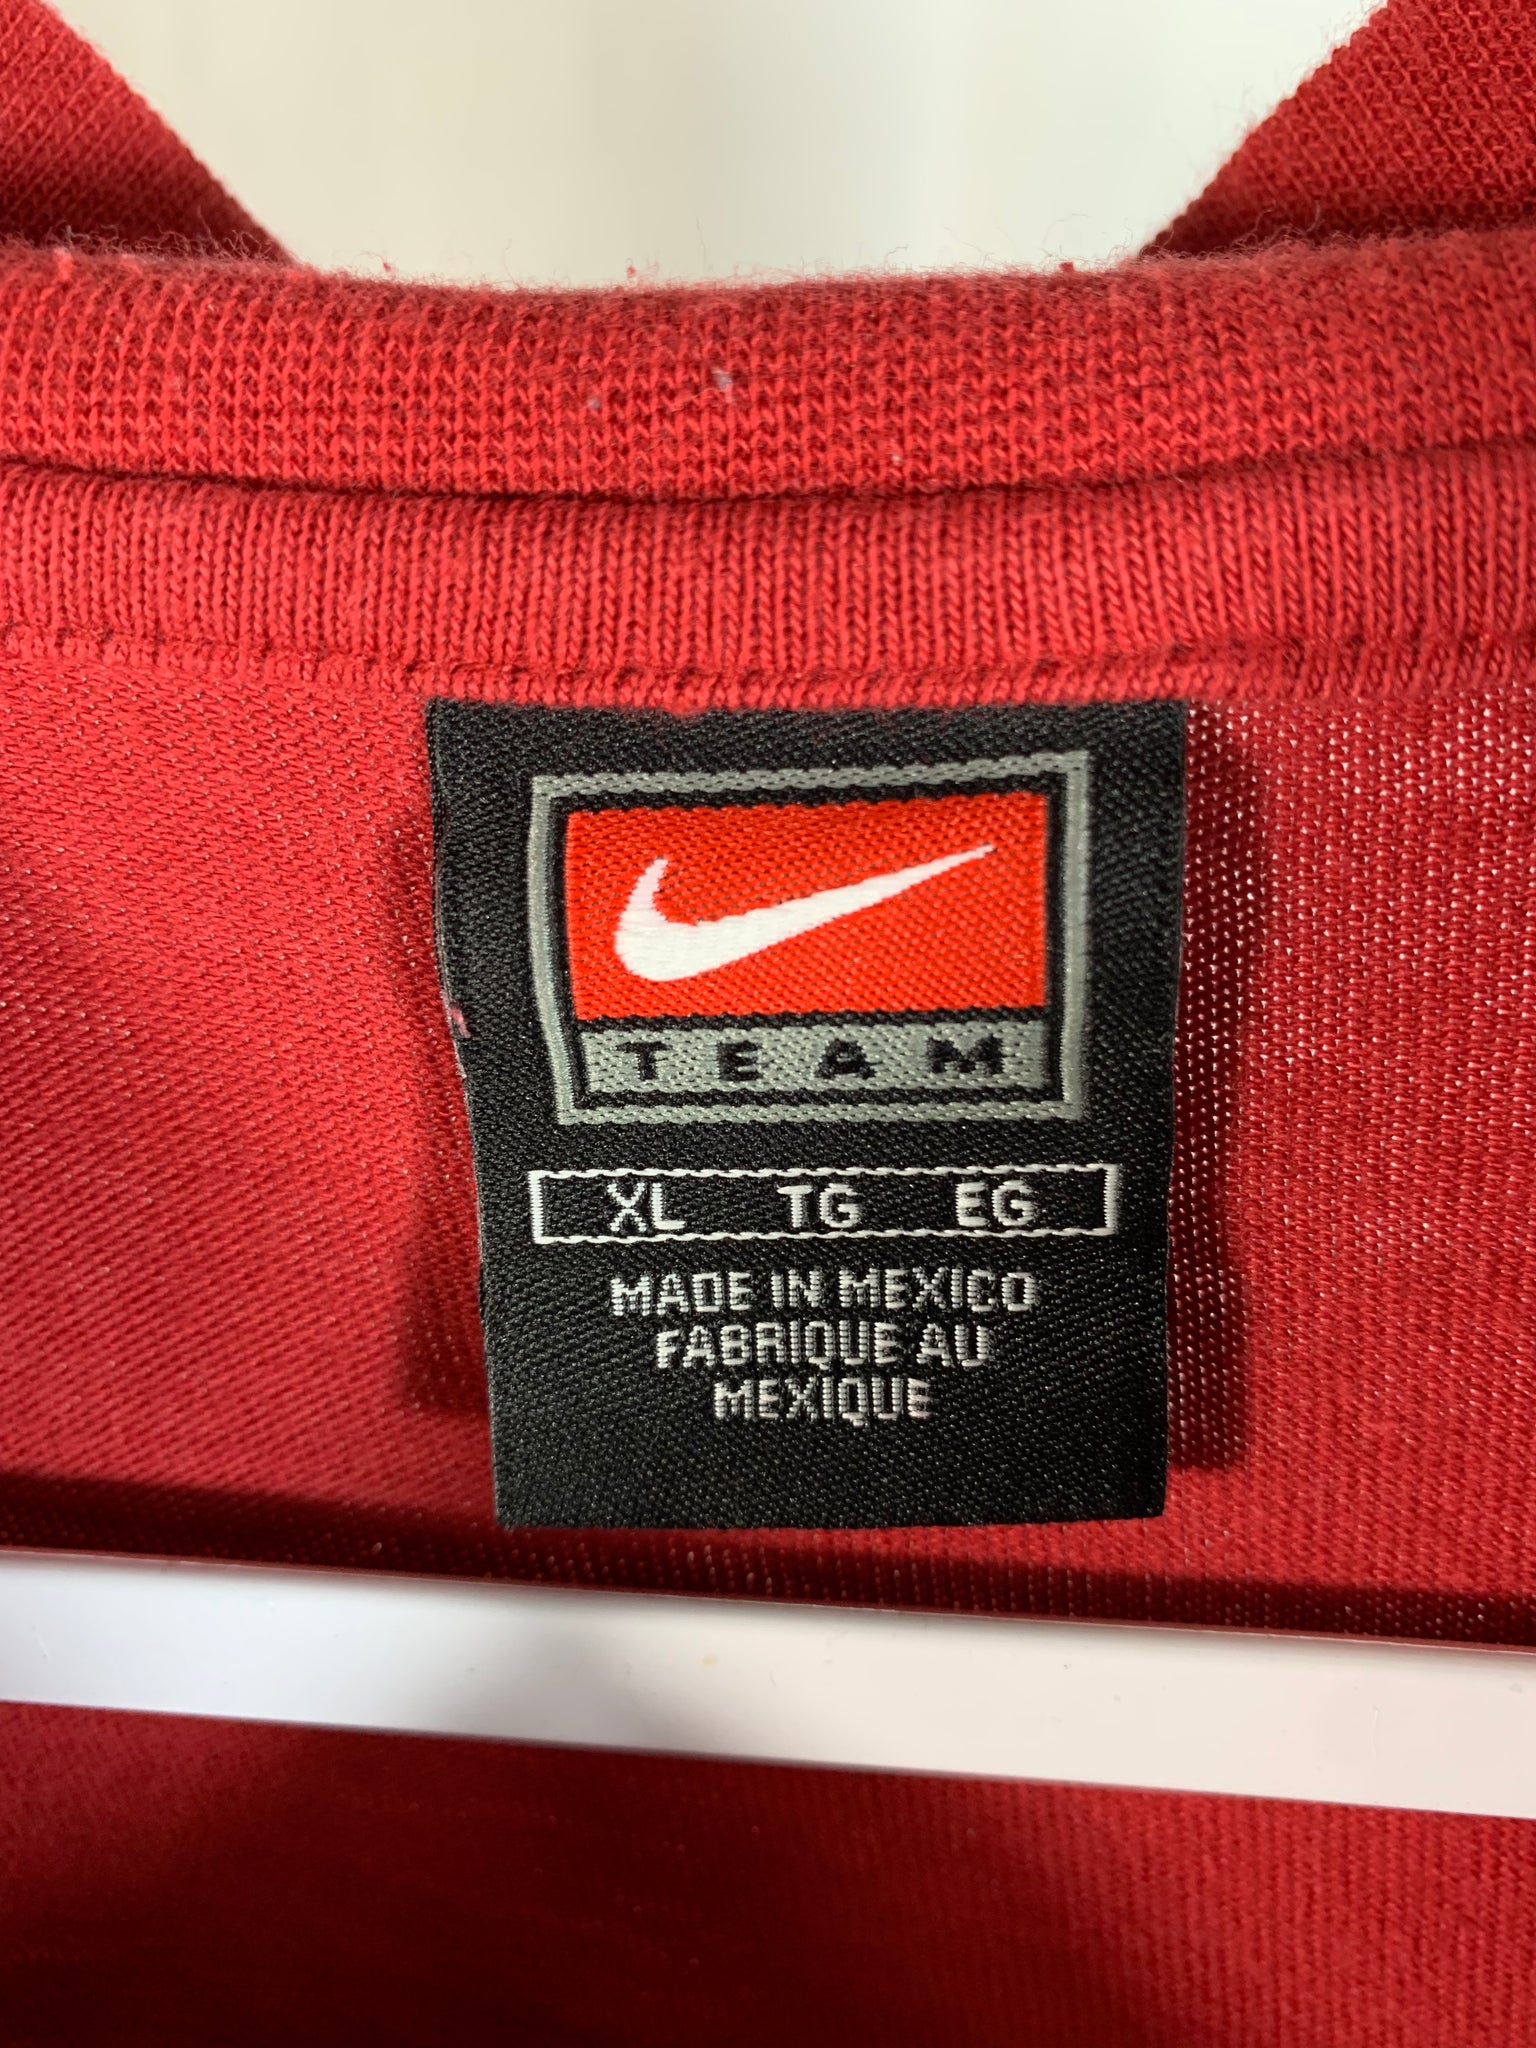 TEAM
XL TG EG
MADE IN MEXICO
FABRIQUE AU
MEXIQUE